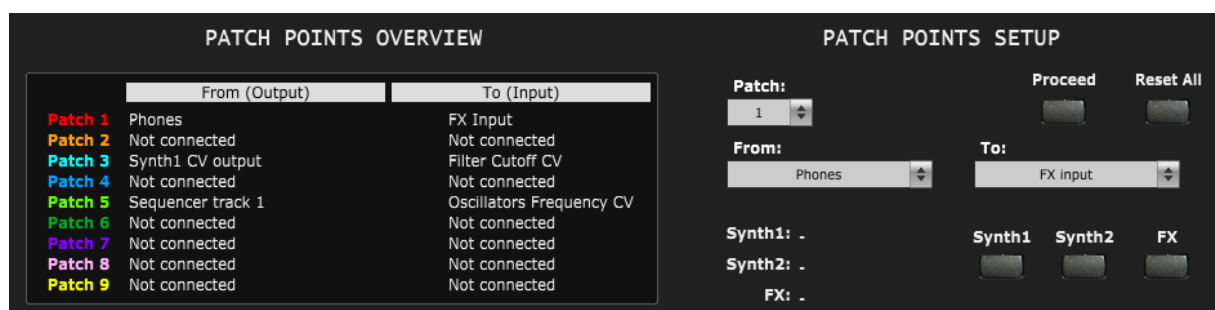 PATCH POINTS OVERVIEW
From (Output) To (Input)
Patch 1 Phones FX Input
Patch 2 Not connected Not connected
Patch 3 Synth1 CV output Filter Cutoff CV
Patch 4 Not connected Not connected
Patch 5 Sequencer track 1 Oscillators Frequency CV
Patch 6 Not connected Not connected
Patch 7 Not connected Not connected
Patch 8 Not connected Not connected
Patch 9 Not connected Not connected
PATCH POINTS SETUP
Patch: Proceed Reset All
1
From: To:
Phones FX input
Synth1: - Synth1 Synth2 FX
Synth2: -
FX: -